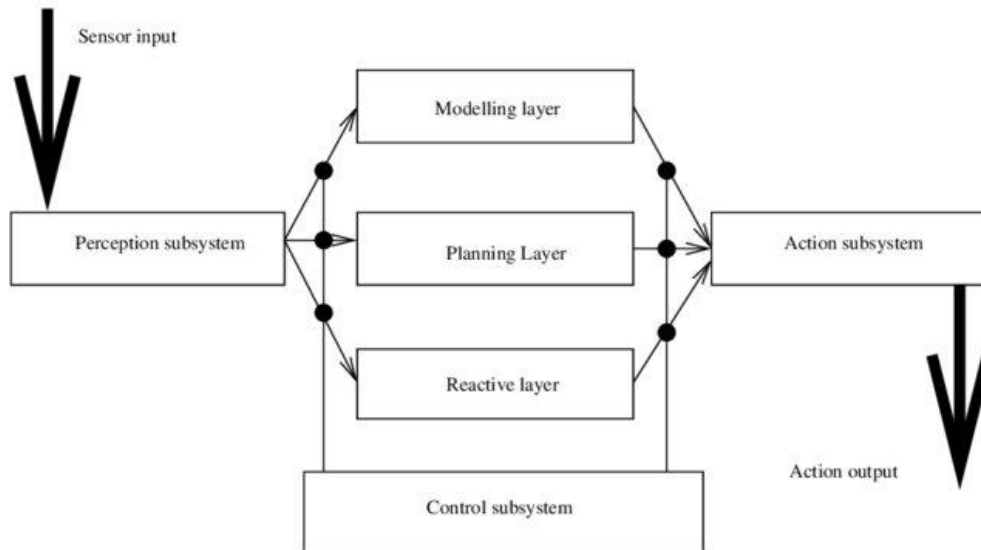 Sensor input
Modelling layer
Perception subsystem
Planning Layer
Action subsystem
Reactive layer
Action output
Control subsystem